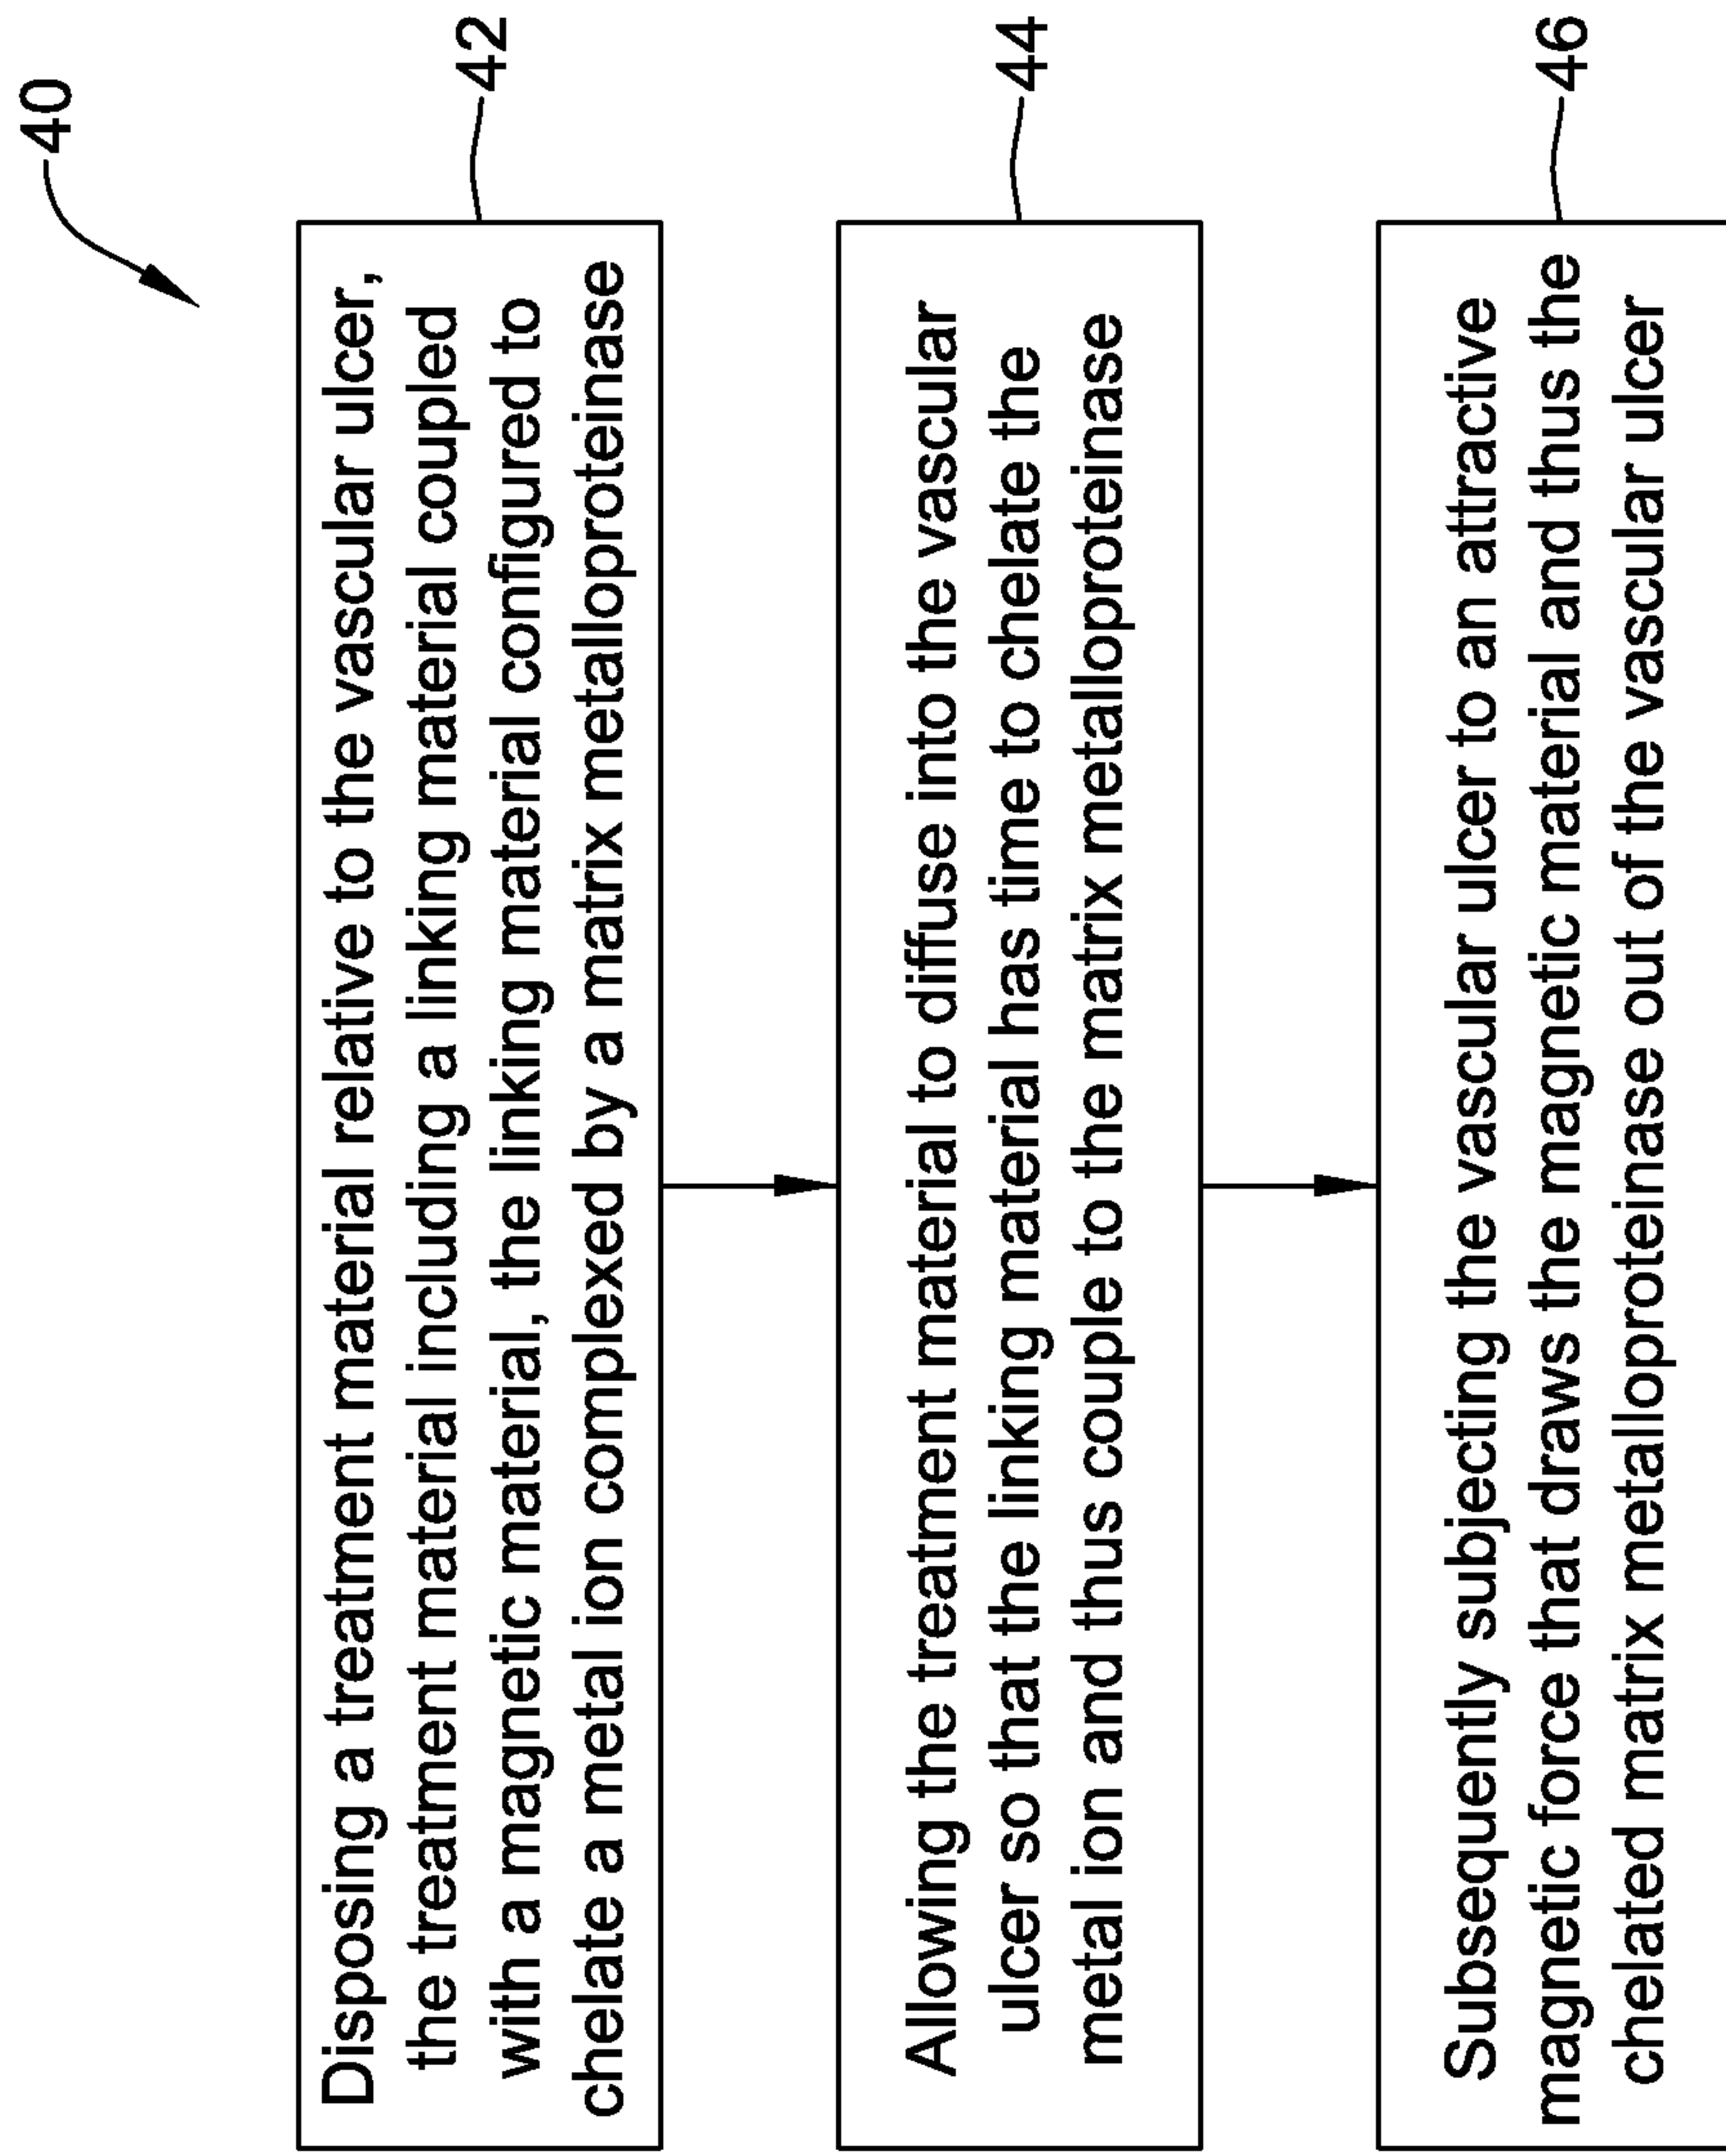 40
Disposing a treatment material relative to the vascular ulcer,
the treatment material including a linking material coupled
with a magnetic material, the linking material configured to
chelate a metal ion complexed by a matrix metalloproteinase
42
Allowing the treatment material to diffuse into the vascular
ulcer so that the linking material has time to chelate the
metal ion and thus couple to the matrix metalloproteinase
44
Subsequently subjecting the vascular ulcer to an attractive
magnetic force that draws the magnetic material and thus the
chelated matrix metalloproteinase out of the vascular ulcer
46